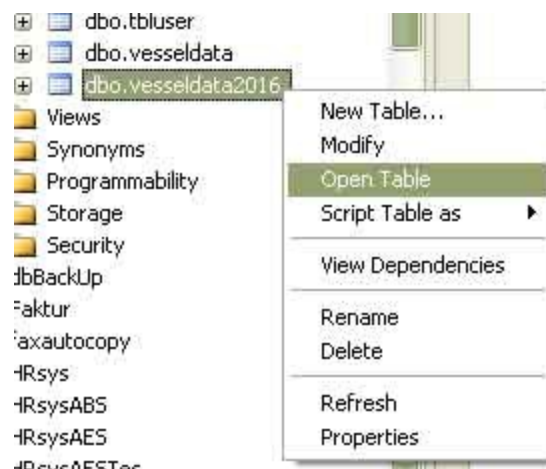 dbo.tbluser
dbo.vesseldata
dbo.vesseldata2016
Views
Synonyms
Programmability
Storage
Security
dbBackUp
Faktur
faxautocopy
HRsys
HRsysABS
HRsysAES
HRsysAESTes
New Table...
Modify
Open Table
Script Table as
View Dependencies
Rename
Delete
Refresh
Properties